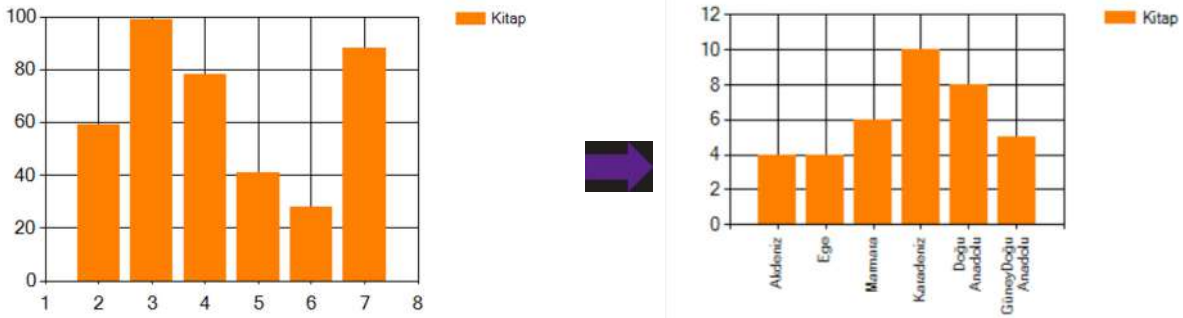 100
80
60
40
20
0
1 2 3 4 5 6 7 8
Kitap
12
10
8
6
4
2
0
Akdeniz
Ege
Marmara
Karadeniz
Doğu
Anadolu
GüneyDoğu
Anadolu
Kitap